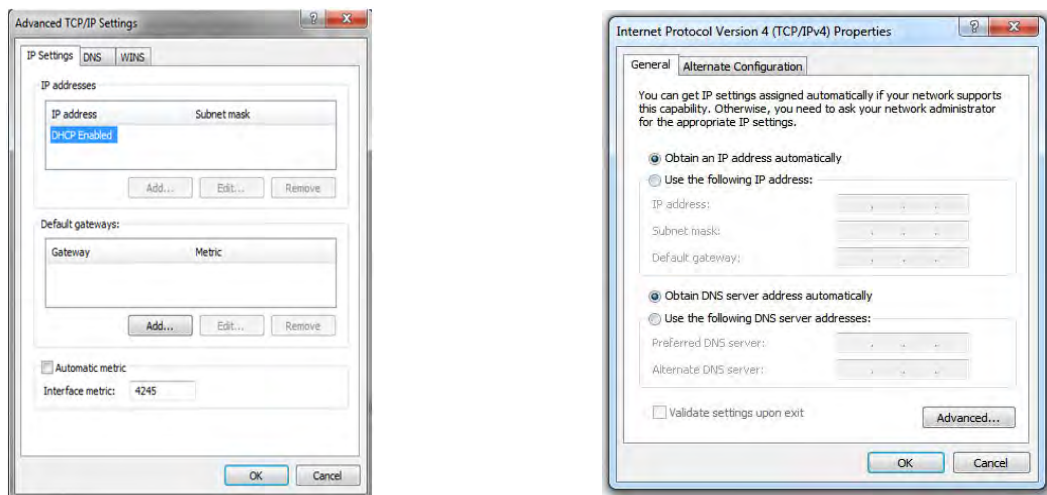 Advanced TCP/IP Settings
IP Settings DNS WINS
IP addresses
IP address Subnet mask
DHCP Enabled
Add... Edit... Remove
Default gateways:
Gateway Metric
Add... Edit... Remove
Automatic metric
Interface metric: 4245
OK Cancel
Internet Protocol Version 4 (TCP/IPv4) Properties
General Alternate Configuration
You can get IP settings assigned automatically if your network supports
this capability. Otherwise, you need to ask your network administrator
for the appropriate IP settings.
Obtain an IP address automatically
Use the following IP address:
IP address:
Subnet mask:
Default gateway:
Obtain DNS server address automatically
Use the following DNS server addresses:
Preferred DNS server:
Alternate DNS server:
Validate settings upon exit
Advanced...
OK Cancel